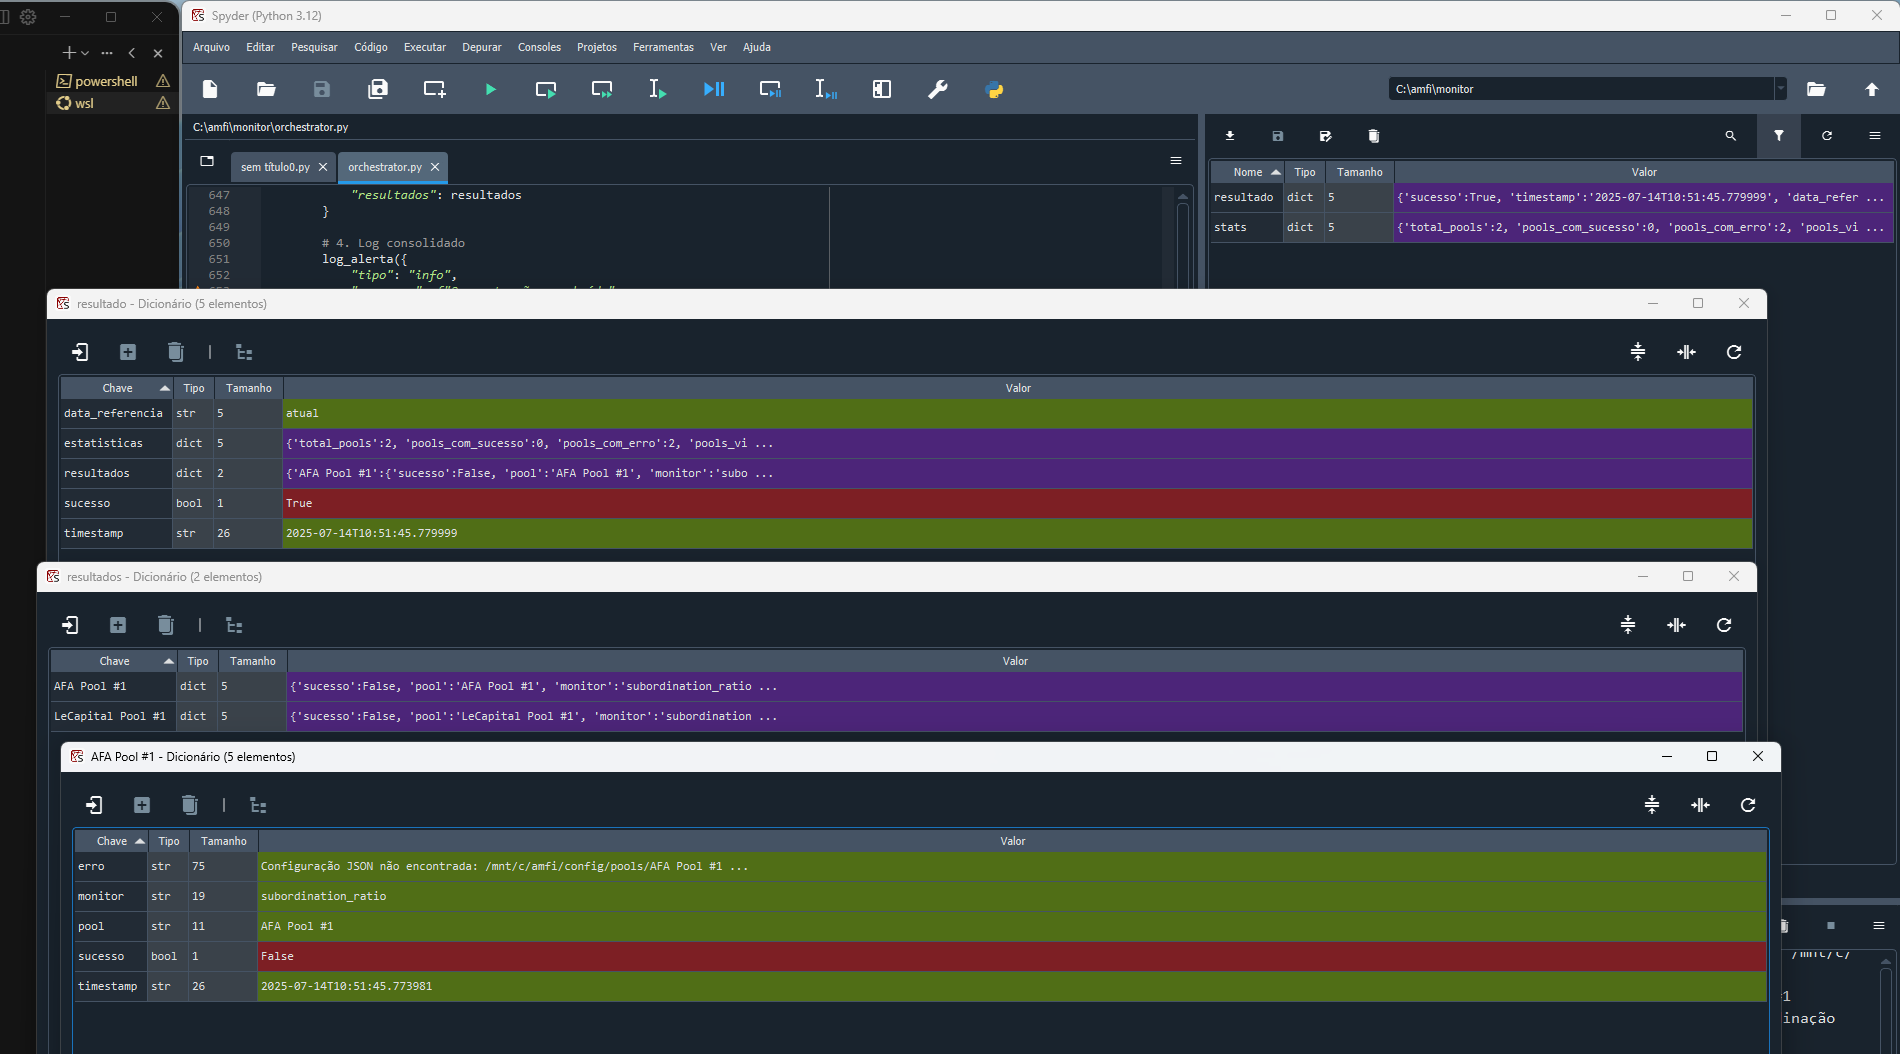 Spyder (Python 3.12)
Arquivo Editar Pesquisar Código Executar Depurar Consoles Projetos Ferramentas Ver Ajuda
powershell
wsl
C:\amfi\monitor
C:\amfi\monitor\orchestrator.py
sem título0.py
orchestrator.py
647 "resultados": resultados
648 }
649
650 # 4. Log consolidado
651 log_alerta({
652 "tipo": "info",
Nome Tipo Tamanho Valor
resultado dict 5 {'sucesso':True, 'timestamp':'2025-07-14T10:51:45.779999', 'data_refer ...
stats dict 5 {'total_pools':2, 'pools_com_sucesso':0, 'pools_com_erro':2, 'pools_vi ...
resultado - Dicionário (5 elementos)
Chave Tipo Tamanho Valor
data_referencia str 5 atual
estatisticas dict 5 {'total_pools':2, 'pools_com_sucesso':0, 'pools_com_erro':2, 'pools_vi ...
resultados dict 2 {'AFA Pool #1':{'sucesso':False, 'pool':'AFA Pool #1', 'monitor':'subo ...
sucesso bool 1 True
timestamp str 26 2025-07-14T10:51:45.779999
resultados - Dicionário (2 elementos)
Chave Tipo Tamanho Valor
AFA Pool #1 dict 5 {'sucesso':False, 'pool':'AFA Pool #1', 'monitor':'subordination_ratio ...
LeCapital Pool #1 dict 5 {'sucesso':False, 'pool':'LeCapital Pool #1', 'monitor':'subordination ...
AFA Pool #1 - Dicionário (5 elementos)
Chave Tipo Tamanho Valor
erro str 75 Configuração JSON não encontrada: /mnt/c/amfi/config/pools/AFA Pool #1 ...
monitor str 19 subordination_ratio
pool str 11 AFA Pool #1
sucesso bool 1 False
timestamp str 26 2025-07-14T10:51:45.773981
/mnt/c/
1
inação